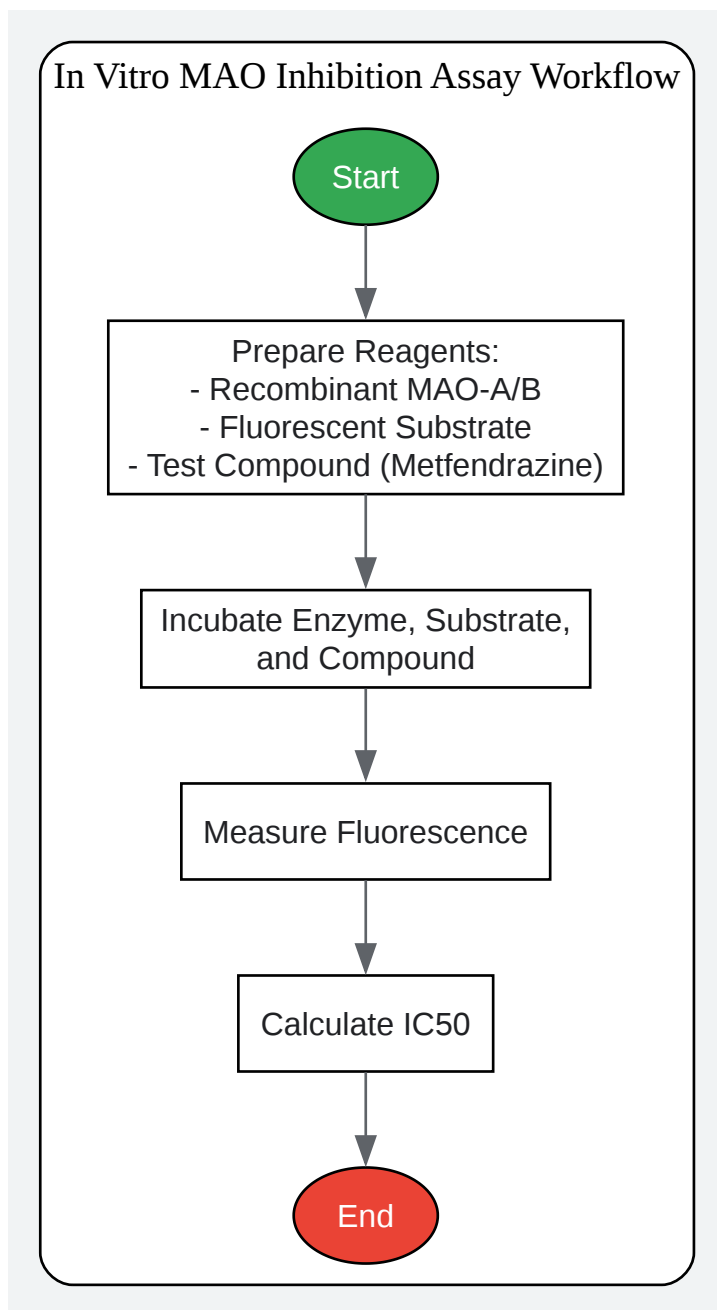 In Vitro MAO Inhibition Assay Workflow
Start
Prepare Reagents:
- Recombinant MAO-A/B
- Fluorescent Substrate
- Test Compound (Metfendrazine)
Incubate Enzyme, Substrate,
and Compound
Measure Fluorescence
Calculate IC50
End